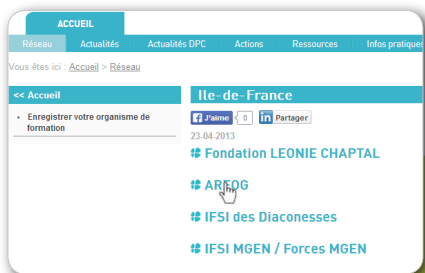 ACCUEIL
Réseau Actualités Actualités DPC Actions Ressources Infos pratiques
Vous êtes ici : Accueil > Réseau
<< Accueil
Enregistrer votre organisme de
formation
Ile-de-France
J'aime 0 Partager
23-04-2013
Fondation LEONIE CHAPTAL
IFSI des Diaconesses
IFSI MGEN / Forces MGEN